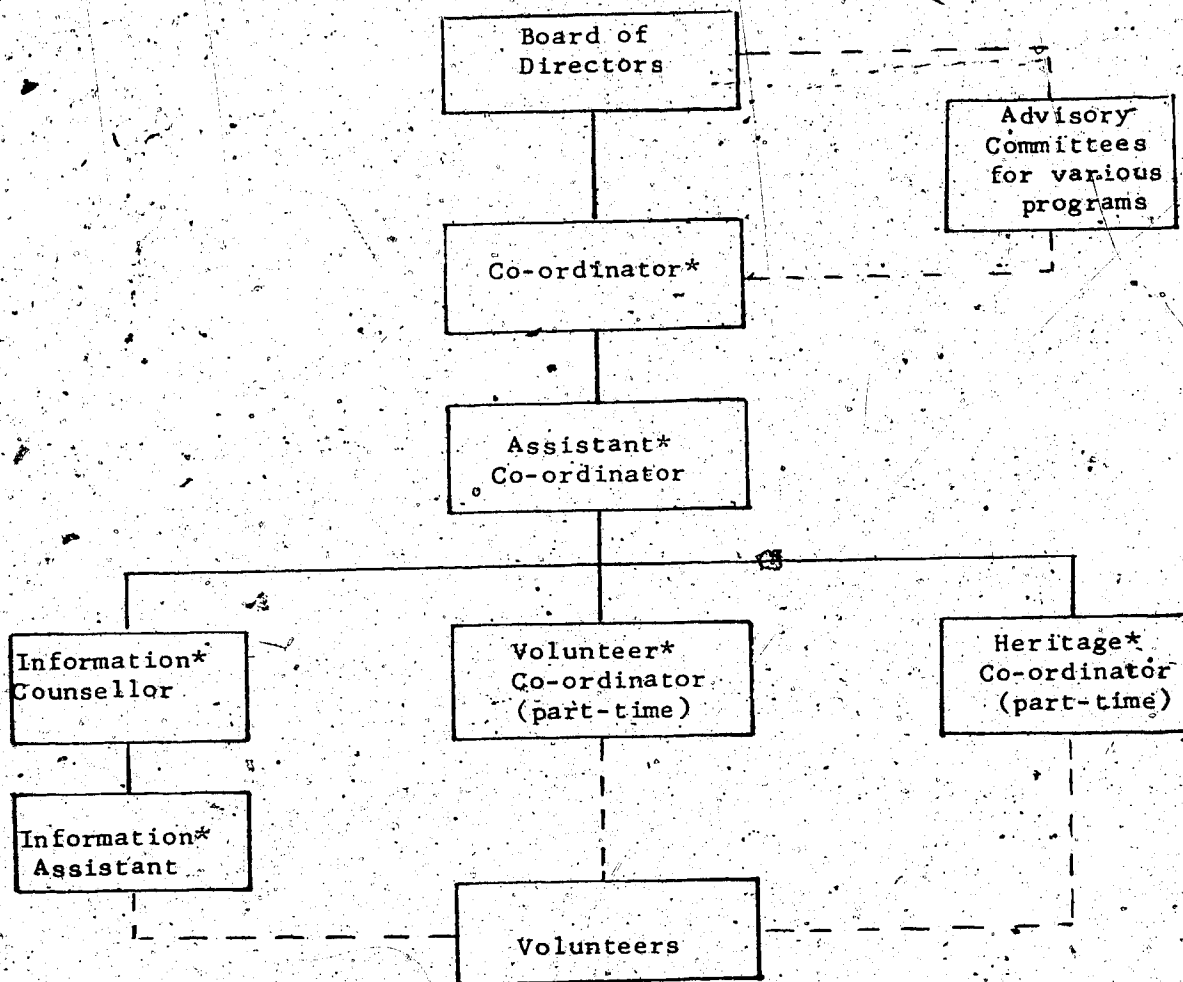 Board of
Directors
Advisory
Committees
for various
programs
Co-ordinator*
Assistant*
Co-ordinator
Information*
Counsellor
Volunteer*
Co-ordinator
(part-time)
Heritage*
Co-ordinator
(part-time)
Information*
Assistant
Volunteers